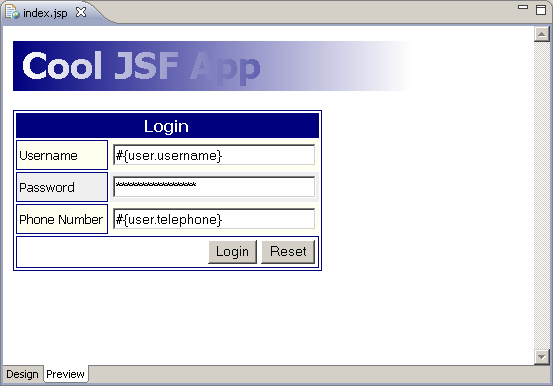 index.jsp
Cool JSF App
Login
Username #{user.username}
Password ****************
Phone Number #{user.telephone}
Login Reset
Design Preview